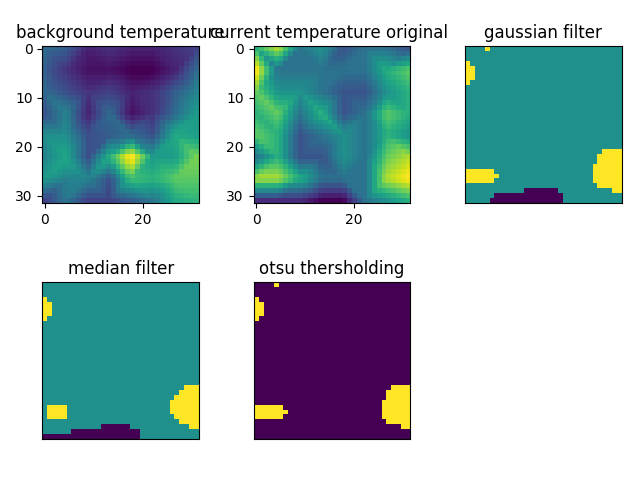 background temperature
current temperature original
gaussian filter
0
10
20
30
0
20
0
10
20
30
0
20
median filter
otsu thersholding